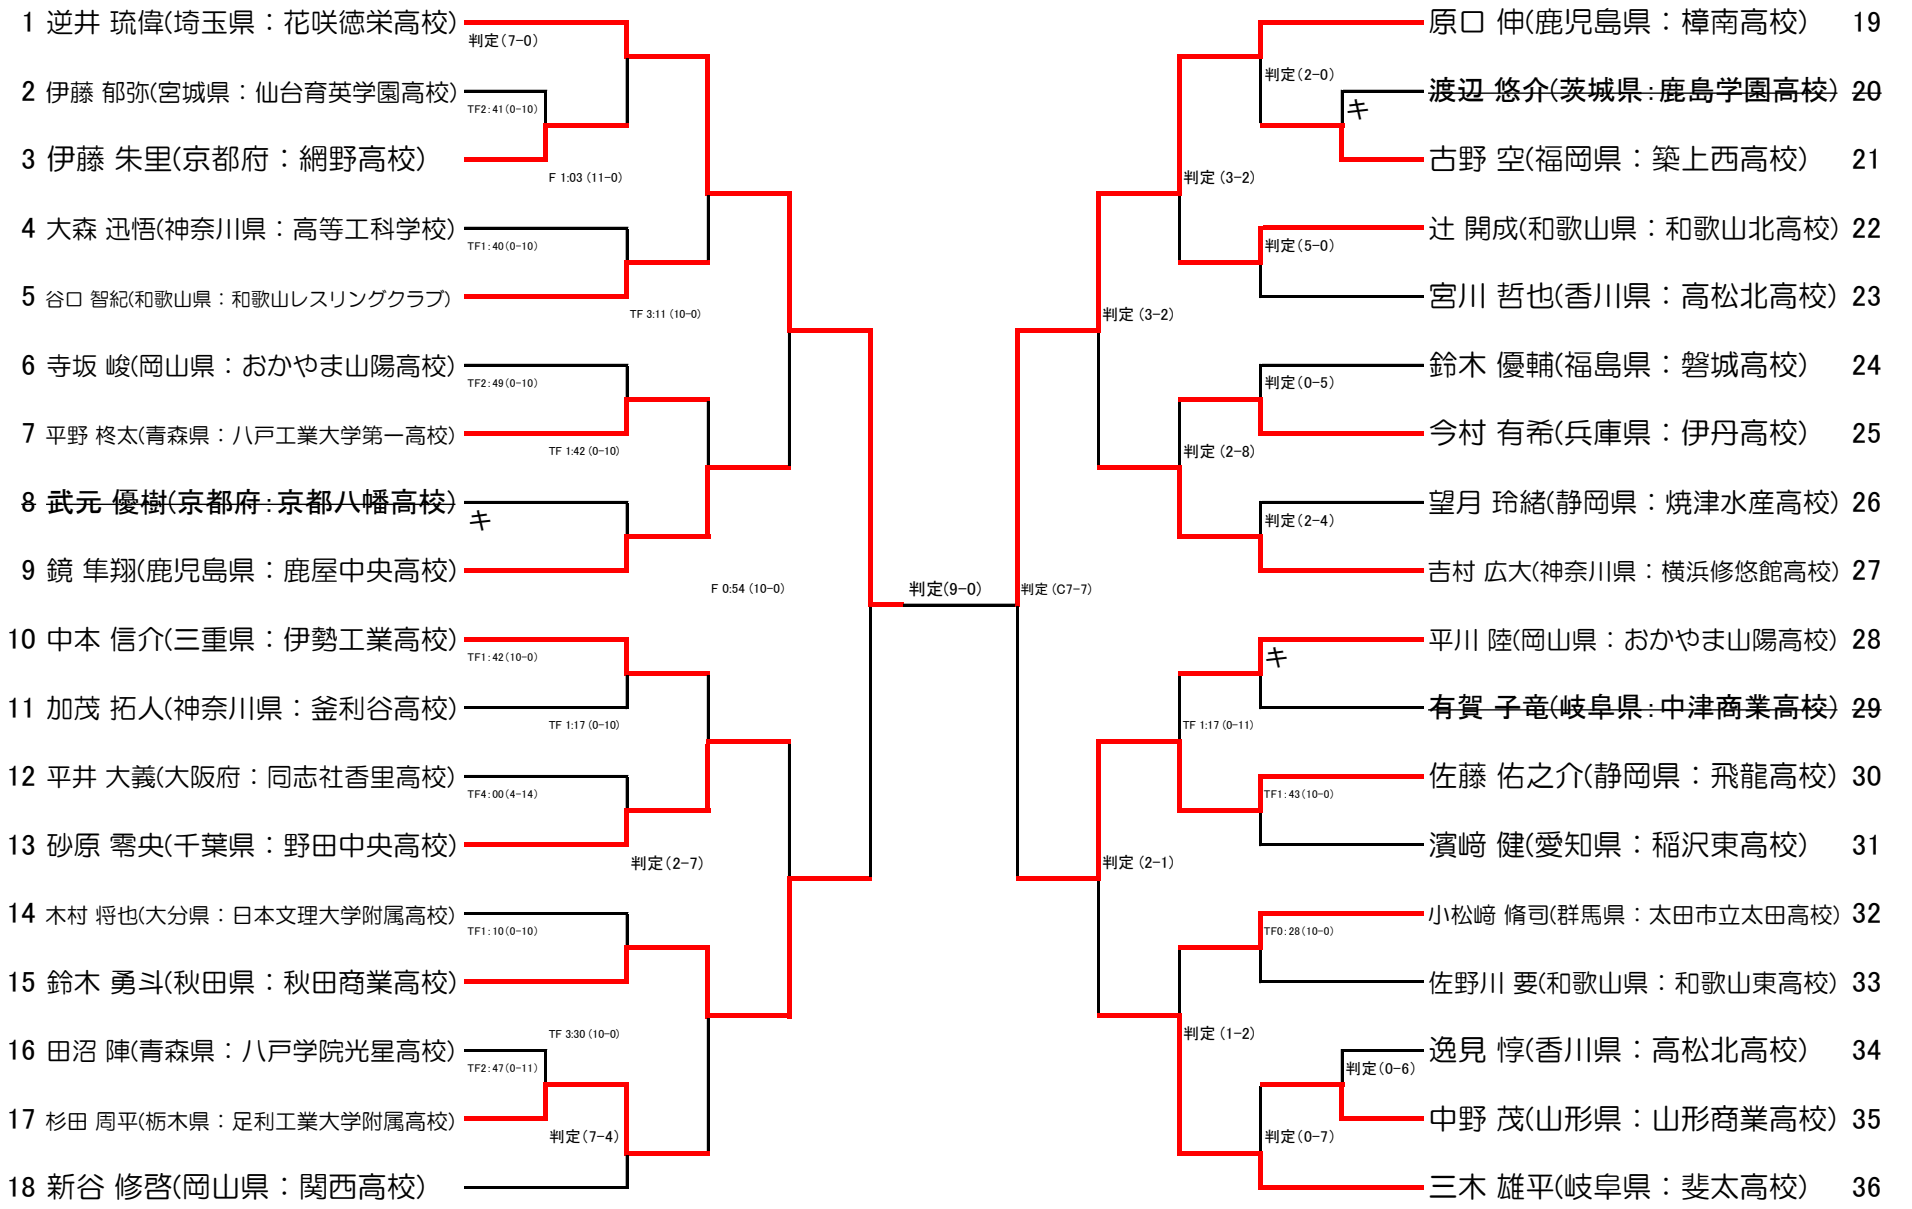 1 逆井 琉偉(埼玉県：花咲徳栄高校)
判定(7-0)
2 伊藤 郁弥(宮城県：仙台育英学園高校)
TF2:41(0-10)
3 伊藤 朱里(京都府：網野高校)
F 1:03 (11-0)
4 大森 迅悟(神奈川県：高等工科学校)
TF1:40(0-10)
5 谷口 智紀(和歌山県：和歌山レスリングクラブ)
TF 3:11 (10-0)
6 寺坂 峻(岡山県：おかやま山陽高校)
TF2:49(0-10)
7 平野 柊太(青森県：八戸工業大学第一高校)
TF 1:42 (0-10)
8 武元 優樹(京都府：京都八幡高校)
キ
9 鏡 隼翔(鹿児島県：鹿屋中央高校)
F 0:54 (10-0)
10 中本 信介(三重県：伊勢工業高校)
TF1:42(10-0)
11 加茂 拓人(神奈川県：釜利谷高校)
TF 1:17 (0-10)
12 平井 大義(大阪府：同志社香里高校)
TF4:00(4-14)
13 砂原 零央(千葉県：野田中央高校)
判定(2-7)
14 木村 将也(大分県：日本文理大学附属高校)
TF1:10(0-10)
15 鈴木 勇斗(秋田県：秋田商業高校)
TF 3:30 (10-0)
16 田沼 陣(青森県：八戸学院光星高校)
TF2:47(0-11)
17 杉田 周平(栃木県：足利工業大学附属高校)
判定(7-4)
18 新谷 修啓(岡山県：関西高校)
判定(9-0)
原口 伸(鹿児島県：樟南高校) 19
判定(2-0)
渡辺 悠介(茨城県：鹿島学園高校) 20
キ
古野 空(福岡県：築上西高校) 21
判定 (3-2)
辻 開成(和歌山県：和歌山北高校) 22
判定(5-0)
宮川 哲也(香川県：高松北高校) 23
判定 (3-2)
鈴木 優輔(福島県：磐城高校) 24
判定(0-5)
今村 有希(兵庫県：伊丹高校) 25
判定 (2-8)
望月 玲緒(静岡県：焼津水産高校) 26
判定(2-4)
吉村 広大(神奈川県：横浜修悠館高校) 27
判定 (C7-7)
平川 陸(岡山県：おかやま山陽高校) 28
キ
有賀 子竜(岐阜県：中津商業高校) 29
TF 1:17 (0-11)
佐藤 佑之介(静岡県：飛龍高校) 30
TF1:43(10-0)
濱﨑 健(愛知県：稲沢東高校) 31
判定 (2-1)
小松﨑 脩司(群馬県：太田市立太田高校) 32
TF0:28(10-0)
佐野川 要(和歌山県：和歌山東高校) 33
判定 (1-2)
逸見 惇(香川県：高松北高校) 34
判定(0-6)
中野 茂(山形県：山形商業高校) 35
判定(0-7)
三木 雄平(岐阜県：斐太高校) 36